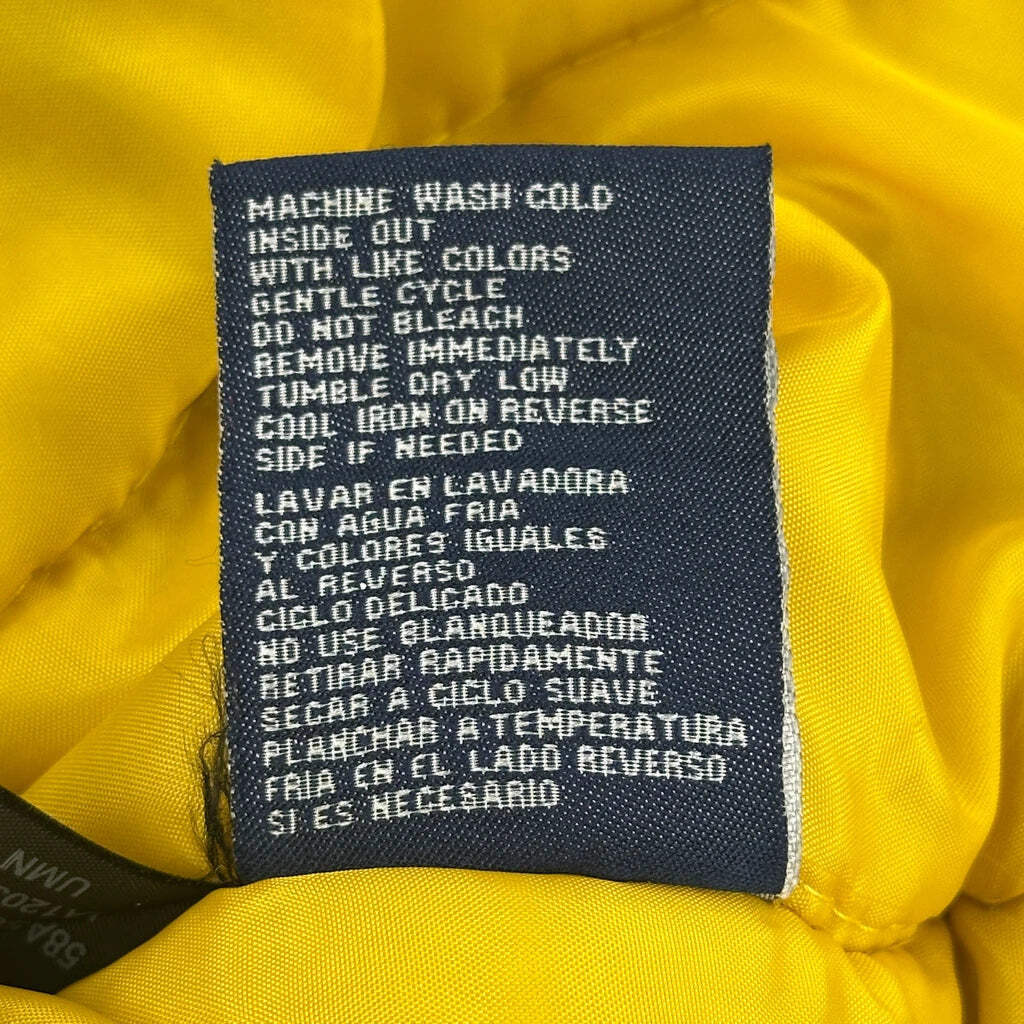 MACHINE WASH COLD
INSIDE OUT
WITH LIKE COLORS
GENTLE CYCLE
DO NOT BLEACH
REMOVE IMMEDIATELY
TUMBLE DRY LOW
COOL IRON ON REVERSE
SIDE IF NEEDED
LAVAR EN LAVADORA
CON AGUA FRIA
Y COLORES IGUALES
AL REVERSO
CICLO DELICADO
NO USE BLANQUEADOR
RETIRAR RAPIDAMENTE
SECAR A CICLO SUAVE
PLANCHAR A TEMPERATURA
FRIA EN EL LADO REVERSO
SI ES NECESARIO
UMN
58A